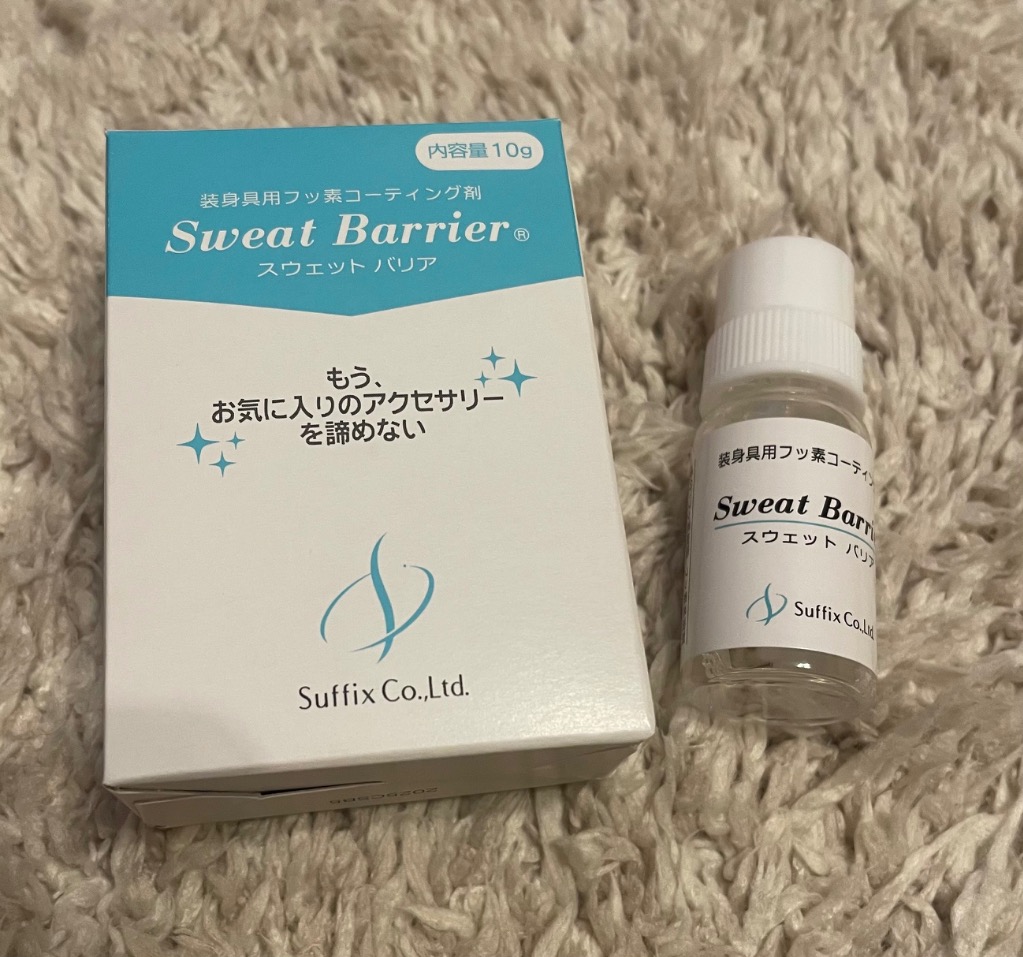 内容量10g
装身具用フッ素コーティング剤
Sweat Barrier®
スウェット バリア
もう、
お気に入りのアクセサリー
を諦めない
Suffix Co.,Ltd.
装身具用フッ素コーティン
Sweat Barri
スウェット バリア
Suffix Co.,Ltd.